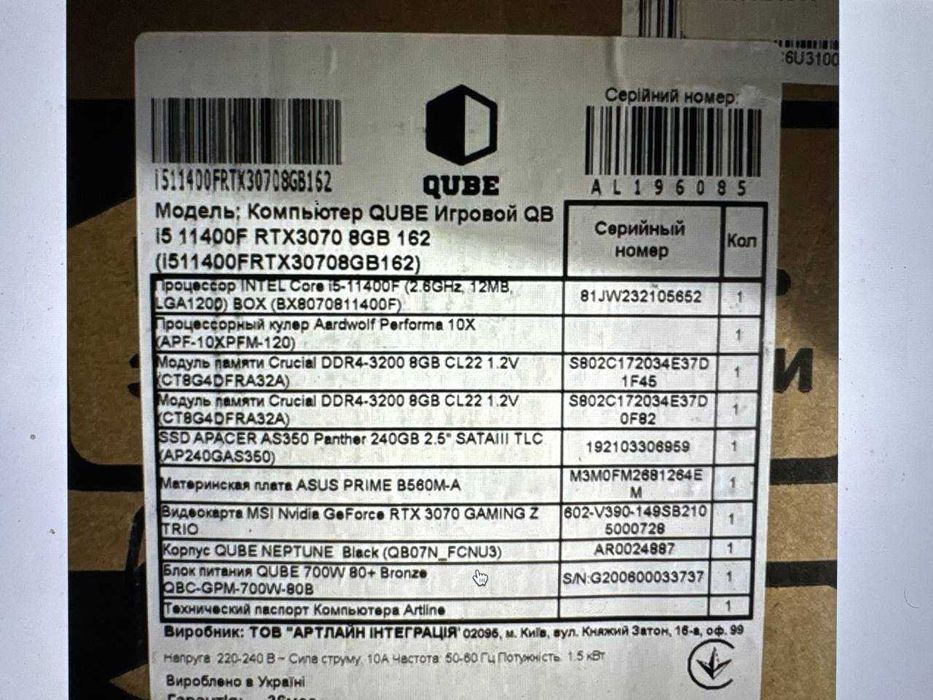 6U3100
Серійний номер:
i511400FRTX30708GB162
QUBE
AL196085
Модель; Компьютер QUBE Игровой QB
i5 11400F RTX3070 8GB 162
(i511400FRTX30708GB162)
Серийный
номер
Кол
Процессор INTEL Core i5-11400F (2.6GHz, 12MB,
LGA1200) BOX (BX8070811400F)
81JW232105652
1
Процессорный кулер Aardwolf Performa 10X
(APF-10XPFM-120)
1
Модуль памяти Crucial DDR4-3200 8GB CL22 1.2V
(CT8G4DFRA32A)
S802C172034E37D
1F45
1
Модуль памяти Crucial DDR4-3200 8GB CL22 1.2V
(CT8G4DFRA32A)
S802C172034E37D
0F82
1
SSD APACER AS350 Panther 240GB 2.5" SATAIII TLC
(AP240GAS350)
192103306959
1
Материнская плата ASUS PRIME B560M-A
M3M0FM2681264E
M
1
Видеокарта MSI Nvidia GeForce RTX 3070 GAMING Z
TRIO
602-V390-149SB210
5000728
1
Корпус QUBE NEPTUNE Black (QB07N_FCNU3)
AR0024887
1
Блок питания QUBE 700W 80+ Bronze
QBC-GPM-700W-80B
S/N:G200600033737
1
Технический паспорт Компьютера Artline
1
Виробник: ТОВ "АРТЛАЙН ІНТЕГРАЦІЯ" 02095, м. Київ, вул. Княжий Затон, 16-а, оф. 99
Напруга 220-240 В ~ Сила струму, 10А Частота 50-60 Гц Потужність 1.5 кВт
Вироблено в Україні
и